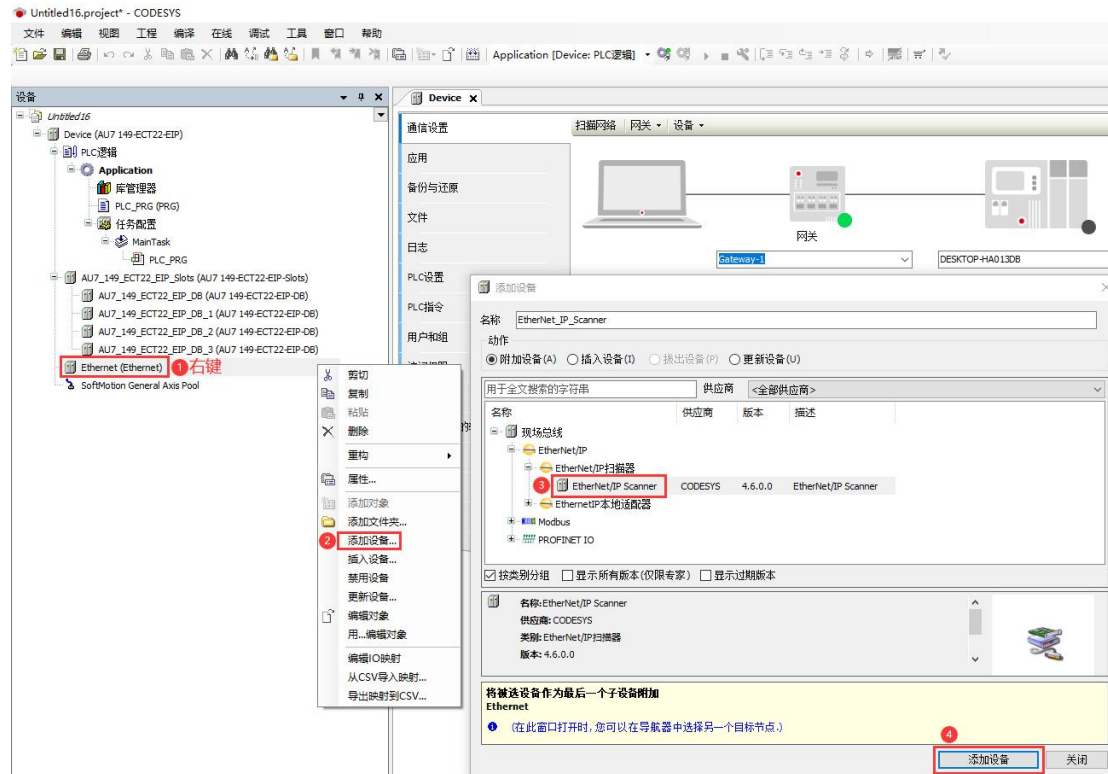 Untitled16.project* - CODESYS
文件 编辑 视图 工程 编译 在线 调试 工具 窗口 帮助
Application [Device: PLC逻辑]
设备
Untitled16
Device (AU7 149-ECT22-EIP)
PLC逻辑
Application
库管理器
PLC_PRG (PRG)
任务配置
MainTask
PLC_PRG
AU7_149_ECT22_EIP_Slots (AU7 149-ECT22-EIP-Slots)
AU7_149_ECT22_EIP_DB (AU7 149-ECT22-EIP-DB)
AU7_149_ECT22_EIP_DB_1 (AU7 149-ECT22-EIP-DB)
AU7_149_ECT22_EIP_DB_2 (AU7 149-ECT22-EIP-DB)
AU7_149_ECT22_EIP_DB_3 (AU7 149-ECT22-EIP-DB)
Ethernet (Ethernet) 1 右键
SoftMotion General Axis Pool
剪切
复制
粘贴
删除
重构
属性...
添加对象
添加文件夹...
2 添加设备...
插入设备...
禁用设备
更新设备...
编辑对象
用...编辑对象
编辑IO映射
从CSV导入映射...
导出映射到CSV...
Device
通信设置
应用
备份与还原
文件
日志
PLC设置
PLC指令
用户和组
扫描网络 网关 设备
网关
Gateway-1
DESKTOP-HA013DB
添加设备
名称 EtherNet_IP_Scanner
动作
附加设备(A) 插入设备(I) 拔出设备(P) 更新设备(U)
用于全文搜索的字符串 供应商 <全部供应商>
名称 供应商 版本 描述
现场总线
EtherNet/IP
EtherNet/IP扫描器
3 EtherNet/IP Scanner CODESYS 4.6.0.0 EtherNet/IP Scanner
EthernetIP本地适配器
Modbus
PROFINET IO
按类别分组 显示所有版本(仅限专家) 显示过期版本
名称:EtherNet/IP Scanner
供应商: CODESYS
类别: EtherNet/IP扫描器
版本: 4.6.0.0
将被选设备作为最后一个子设备附加
Ethernet
(在此窗口打开时, 您可以在导航器中选择另一个目标节点.)
4
添加设备 关闭